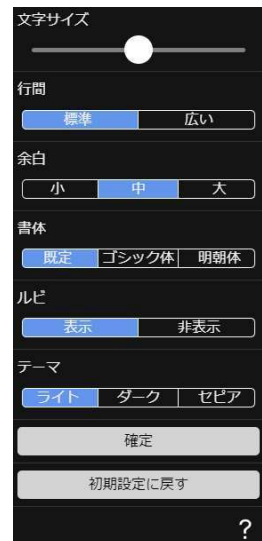 文字サイズ
行間
標準 広い
余白
小 中 大
書体
既定 ゴシック体 明朝体
ルビ
表示 非表示
テーマ
ライト ダーク セピア
確定
初期設定に戻す
?